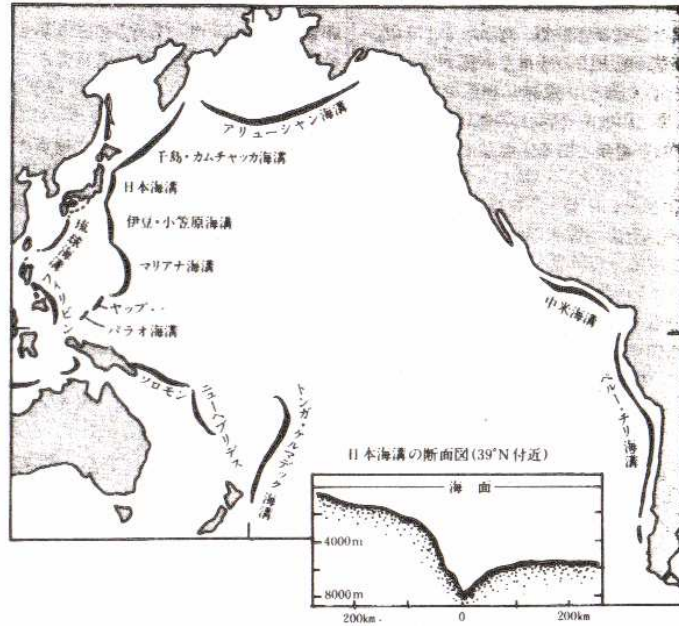 アリューシャン海溝
千島・カムチャッカ海溝
日本海溝
伊豆・小笠原海溝
琉球海溝
マリアナ海溝
ヤップ・・
パラオ海溝
ソロモン
ニューヘブリデス
トンガ・ケルマデック海溝
中米海溝
ペルー・チリ海溝
日本海溝の断面図(39°N付近)
海面
4000m
8000m
200km
0
200km